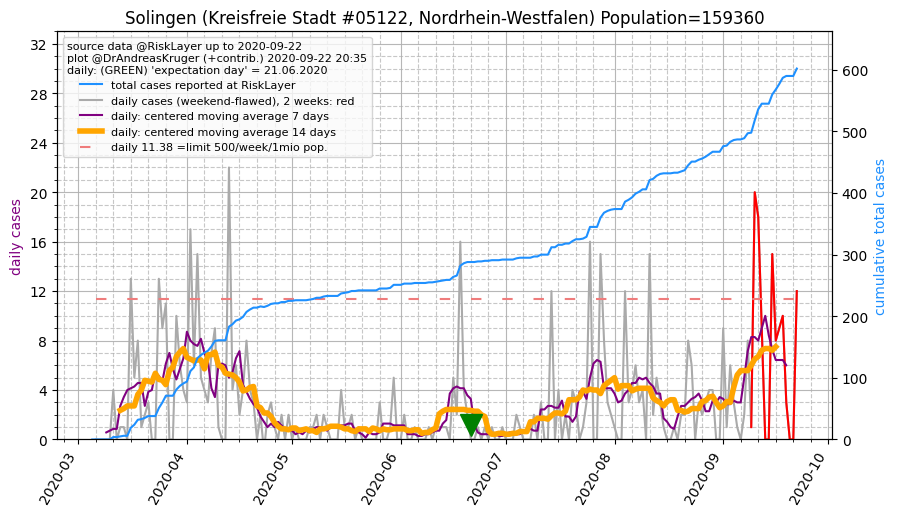 Solingen (Kreisfreie Stadt #05122, Nordrhein-Westfalen) Population=159360
source data @RiskLayer up to 2020-09-22
plot @DrAndreasKruger (+contrib.) 2020-09-22 20:35
daily: (GREEN) 'expectation day' = 21.06.2020
total cases reported at RiskLayer
daily cases (weekend-flawed), 2 weeks: red
daily: centered moving average 7 days
daily: centered moving average 14 days
daily 11.38 =limit 500/week/1mio pop.
daily cases
32
28
24
20
16
12
8
4
0
600
500
400
300
200
100
0
cumulative total cases
2020-03
2020-04
2020-05
2020-06
2020-07
2020-08
2020-09
2020-10